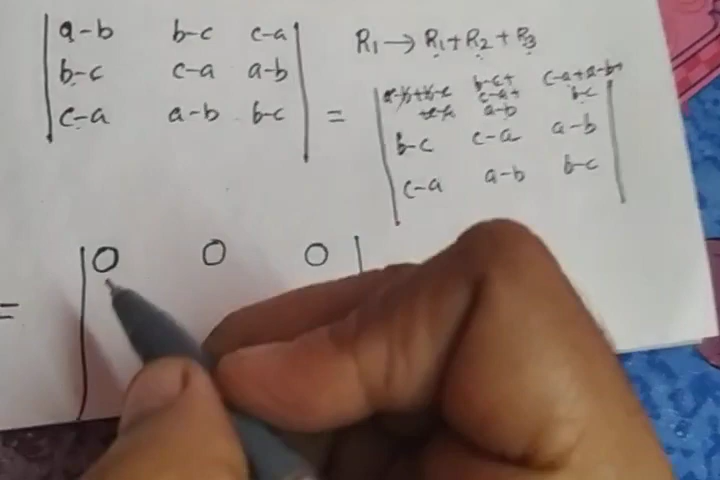 a-b b-c c-a
b-c c-a a-b
c-a a-b b-c
R1 → R1 + R2 + R3
=
a-b+b-c+c-a b-c+c-a+a-b c-a+a-b+b-c
b-c c-a a-b
c-a a-b b-c
= 0 0 0